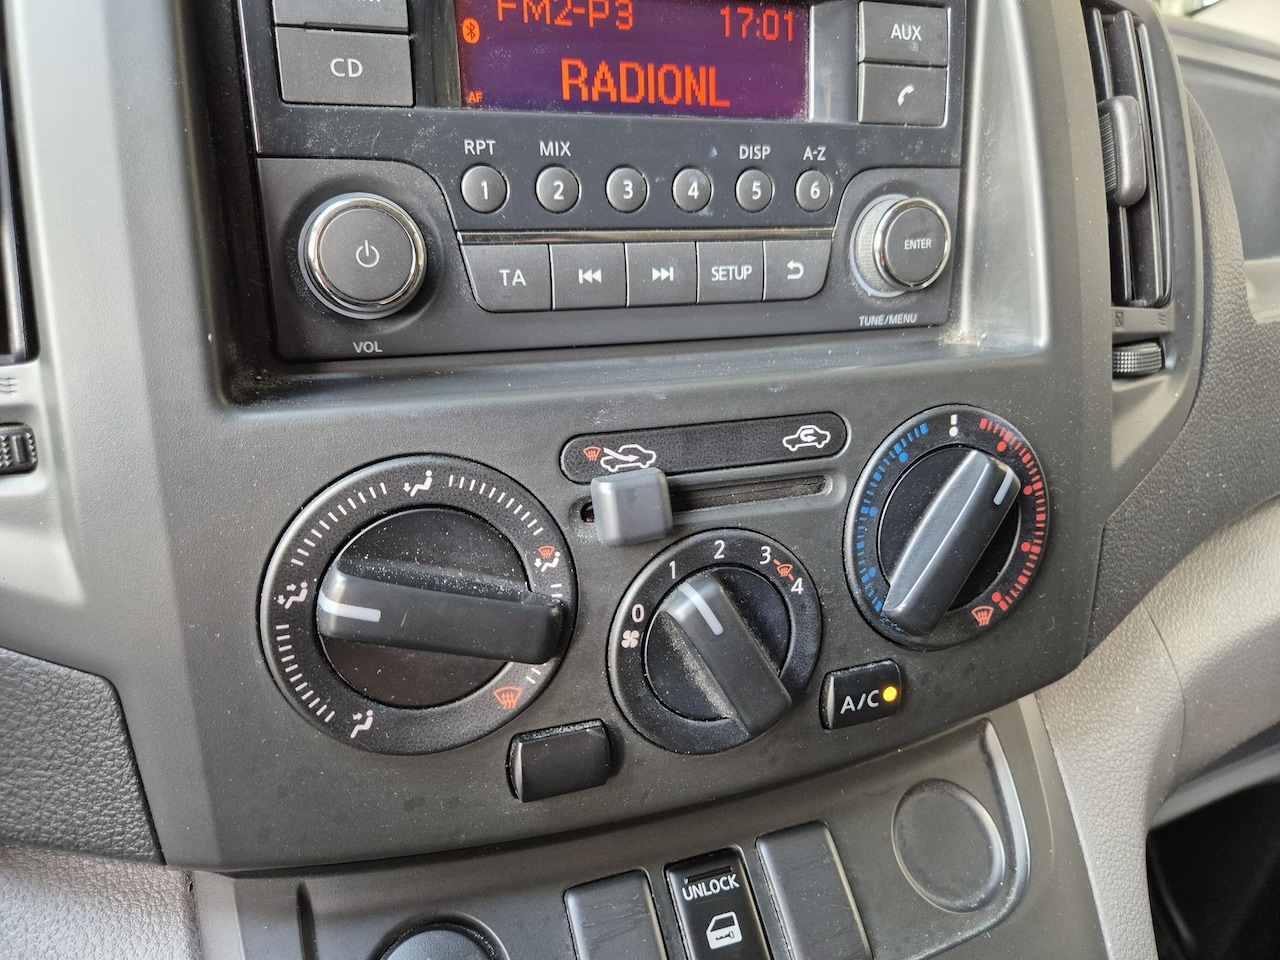 FM2-P3 17:01
AUX
CD
RADIONL
AF
RPT MIX DISP A-Z
1 2 3 4 5 6
ENTER
TA SETUP
VOL
TUNE/MENU
0 1 2 3 4
A/C
UNLOCK